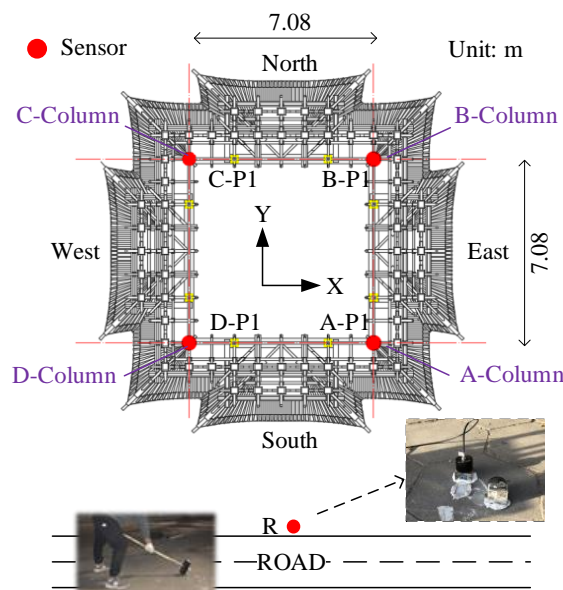 7.08
Sensor
Unit: m
North
C-Column
B-Column
C-P1
B-P1
Y
West
East
7.08
X
D-P1
A-P1
D-Column
A-Column
South
R
ROAD